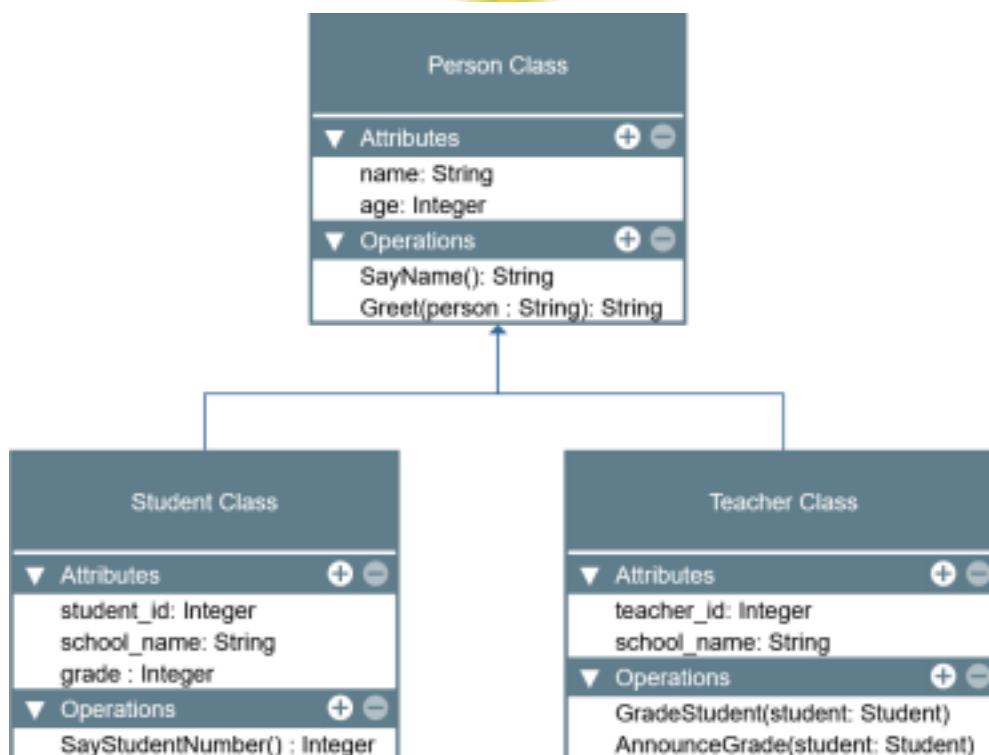 Person Class
Attributes
name: String
age: Integer
Operations
SayName(): String
Greet(person : String): String
Student Class
Attributes
student_id: Integer
school_name: String
grade : Integer
Operations
SayStudentNumber() : Integer
Teacher Class
Attributes
teacher_id: Integer
school_name: String
Operations
GradeStudent(student: Student)
AnnounceGrade(student: Student)